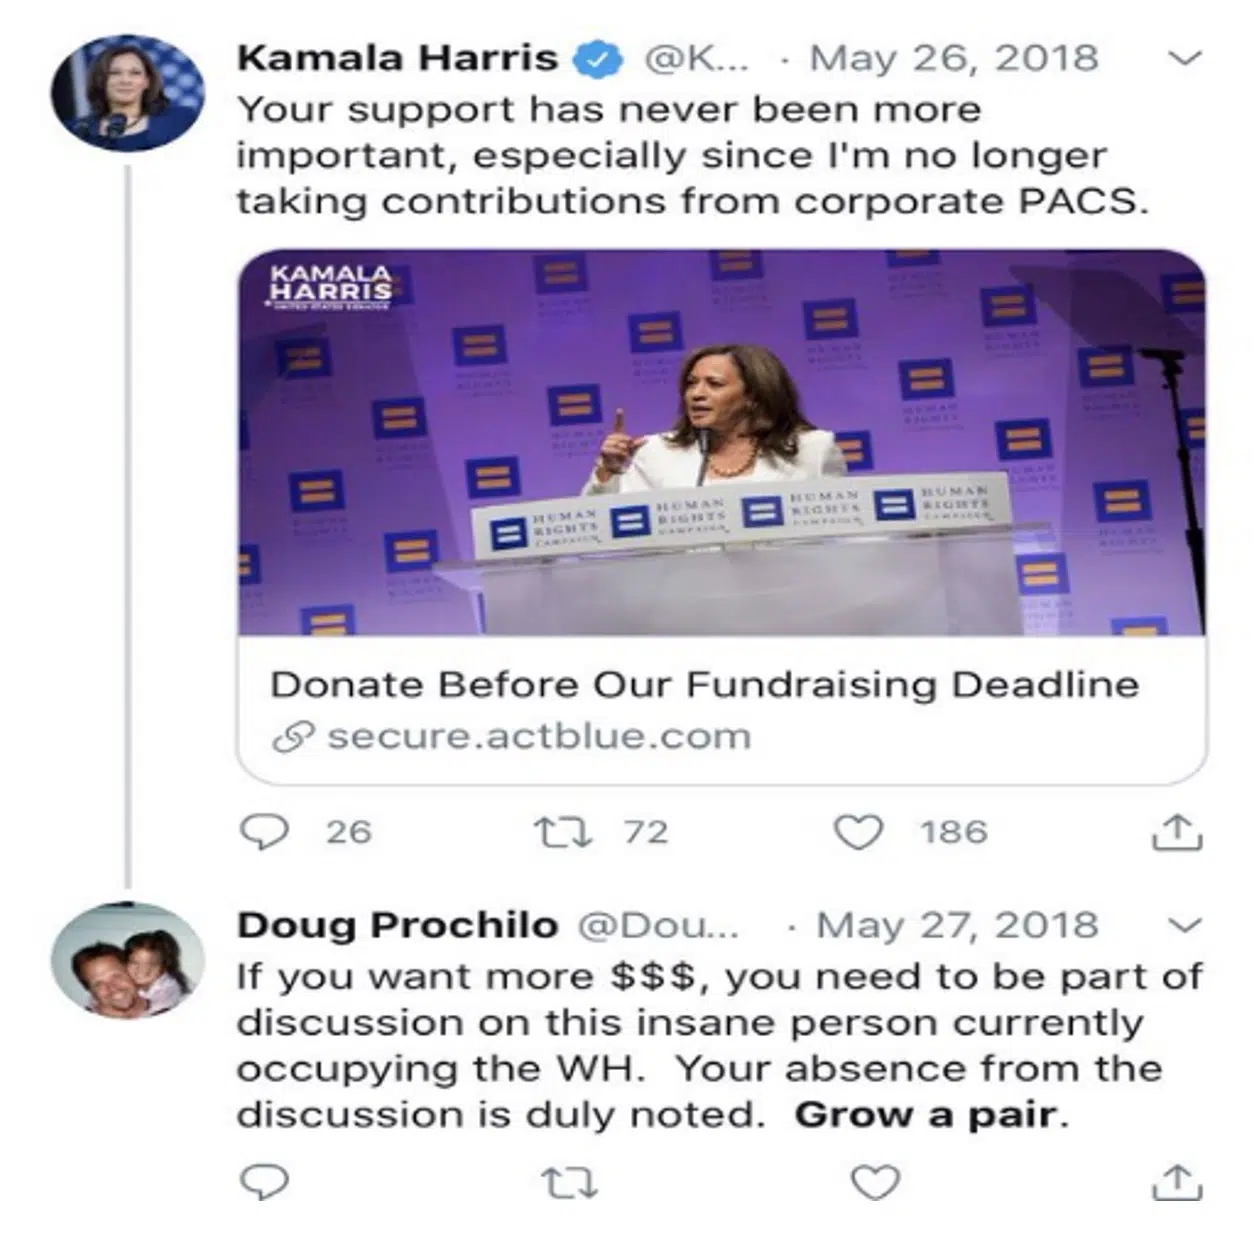 Kamala Harris @K... · May 26, 2018
Your support has never been more
important, especially since I'm no longer
taking contributions from corporate PACS.
KAMALA
HARRIS
UNITED STATES SENATOR
HUMAN
RIGHTS
CAMPAIGN
HUMAN
RIGHTS
CAMPAIGN
HUMAN
RIGHTS
CAMPAIGN
HUMAN
RIGHTS
CAMPAIGN
Donate Before Our Fundraising Deadline
secure.actblue.com
26 72 186
Doug Prochilo @Dou... · May 27, 2018
If you want more $$$, you need to be part of
discussion on this insane person currently
occupying the WH.  Your absence from the
discussion is duly noted.  Grow a pair.